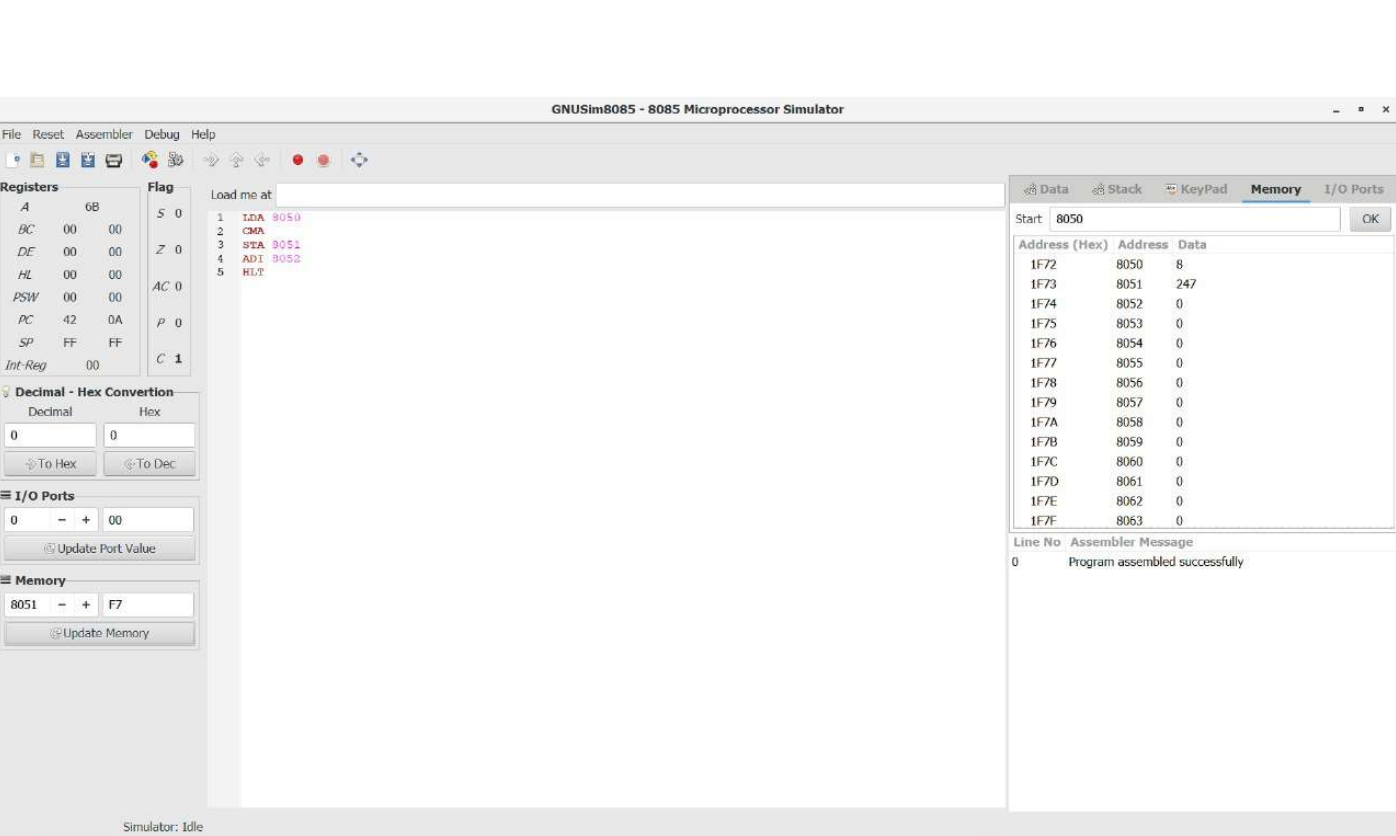 GNUSim8085 - 8085 Microprocessor Simulator
File Reset Assembler Debug Help
Registers
A 6B
BC 00 00
DE 00 00
HL 00 00
PSW 00 00
PC 42 0A
SP FF FF
Int-Reg 00
Flag
S 0
Z 0
AC 0
P 0
C 1
Decimal - Hex Convertion
Decimal Hex
0 0
To Hex To Dec
I/O Ports
0 - + 00
Update Port Value
Memory
8051 - + F7
Update Memory
Load me at
1 LDA 8050
2 CMA
3 STA 8051
4 ADI 8052
5 HLT
Data Stack KeyPad Memory I/O Ports
Start 8050 OK
Address (Hex) Address Data
1F72 8050 8
1F73 8051 247
1F74 8052 0
1F75 8053 0
1F76 8054 0
1F77 8055 0
1F78 8056 0
1F79 8057 0
1F7A 8058 0
1F7B 8059 0
1F7C 8060 0
1F7D 8061 0
1F7E 8062 0
1F7F 8063 0
Line No Assembler Message
0 Program assembled successfully
Simulator: Idle